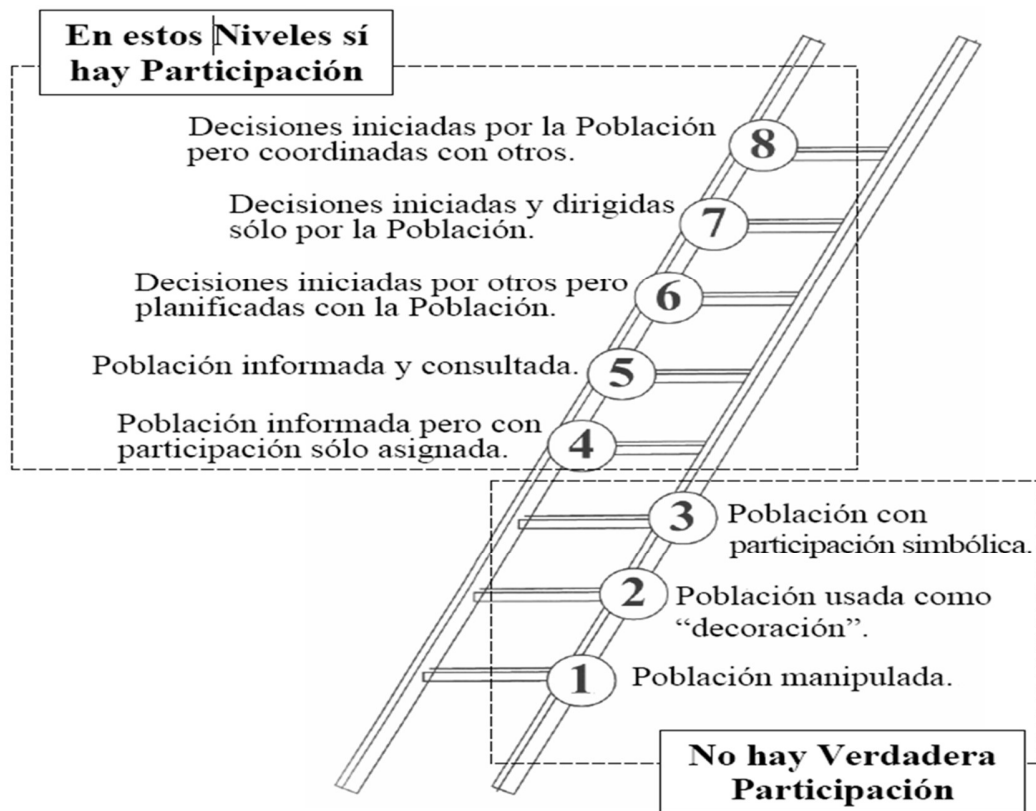 En estos Niveles sí
hay Participación
Decisiones iniciadas por la Población
pero coordinadas con otros.
8
Decisiones iniciadas y dirigidas
sólo por la Población.
7
Decisiones iniciadas por otros pero
planificadas con la Población.
6
Población informada y consultada.
5
Población informada pero con
participación sólo asignada.
4
3
Población con
participación simbólica.
2
Población usada como
“decoración”.
1
Población manipulada.
No hay Verdadera
Participación